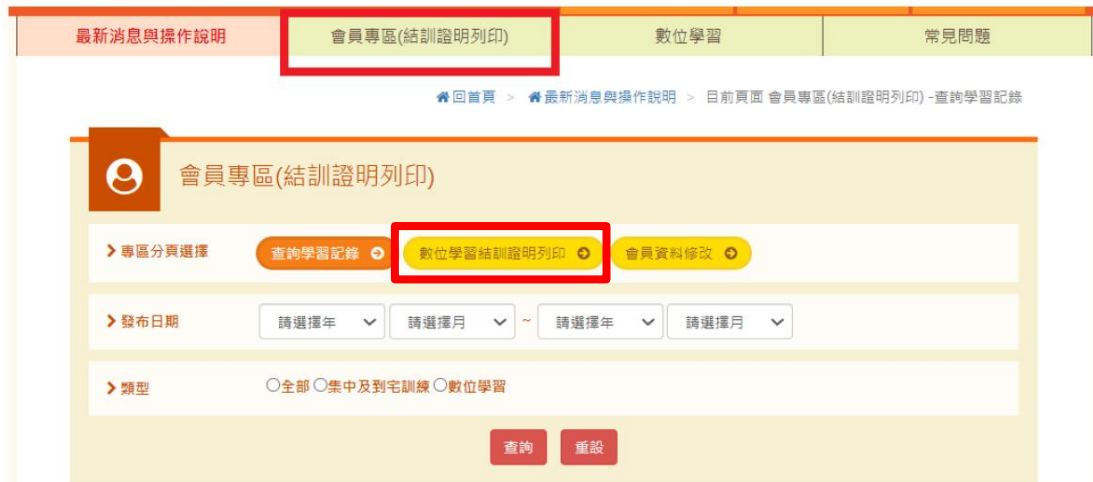 最新消息與操作說明 會員專區(結訓證明列印) 數位學習 常見問題
回首頁 > 最新消息與操作說明 > 目前頁面 會員專區(結訓證明列印) -查詢學習記錄
會員專區(結訓證明列印)
專區分頁選擇 查詢學習記錄 數位學習結訓證明列印 會員資料修改
發布日期 請選擇年 請選擇月 ~ 請選擇年 請選擇月
類型 全部 集中及到宅訓練 數位學習
查詢 重設